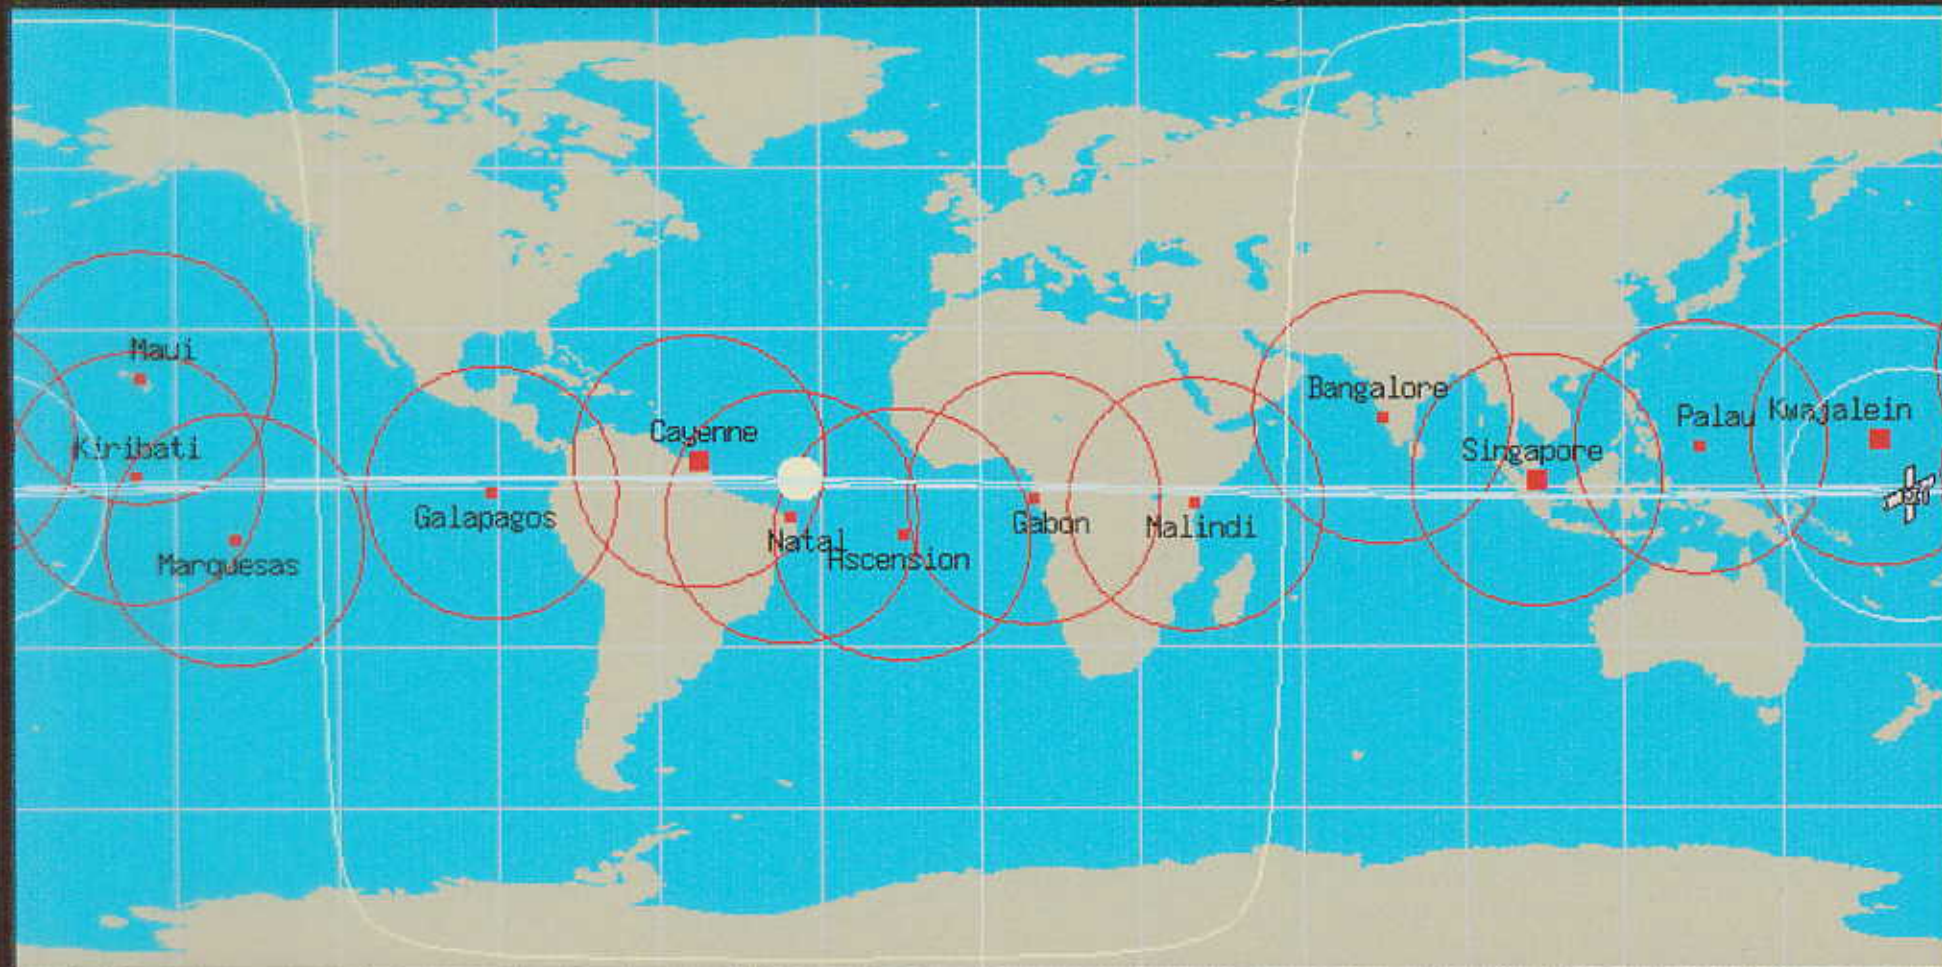 Maui
Kiribati
Marquesas
Galapagos
Cayenne
Natal
Ascension
Gabon
Malindi
Bangalore
Singapore
Palau
Kwajalein